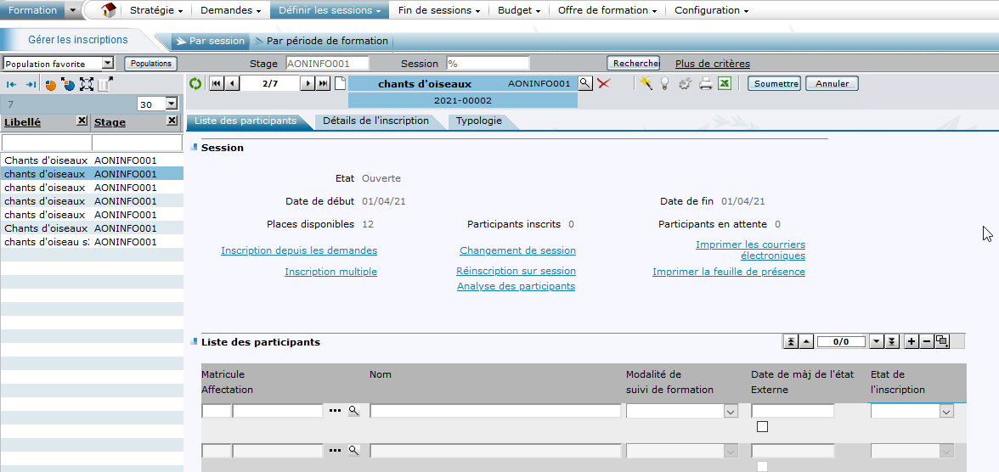 Formation Stratégie Demandes Définir les sessions Fin de sessions Budget Offre de formation Configuration
Gérer les inscriptions Par session Par période de formation
Population favorite Populations Stage AONINFO001 Session % Recherche Plus de critères
2/7 chants d'oiseaux AONINFO001 Soumettre Annuler
7 30 2021-00002
Libellé Stage Liste des participants Détails de l'inscription Typologie
Session
Chants d'oiseaux AONINFO001
chants d'oiseaux AONINFO001 Etat Ouverte
chants d'oiseaux AONINFO001
chants d'oiseaux AONINFO001 Date de début 01/04/21 Date de fin 01/04/21
chants d'oiseaux AONINFO001
Chants d'oiseaux AONINFO001 Places disponibles 12 Participants inscrits 0 Participants en attente 0
chants d'oiseau s: AONINFO001
Inscription depuis les demandes Changement de session Imprimer les courriers
électroniques
Inscription multiple Réinscription sur session Imprimer la feuille de présence
Analyse des participants
Liste des participants 0/0
Matricule Nom Modalité de Date de màj de l'état Etat de
Affectation suivi de formation Externe l'inscription